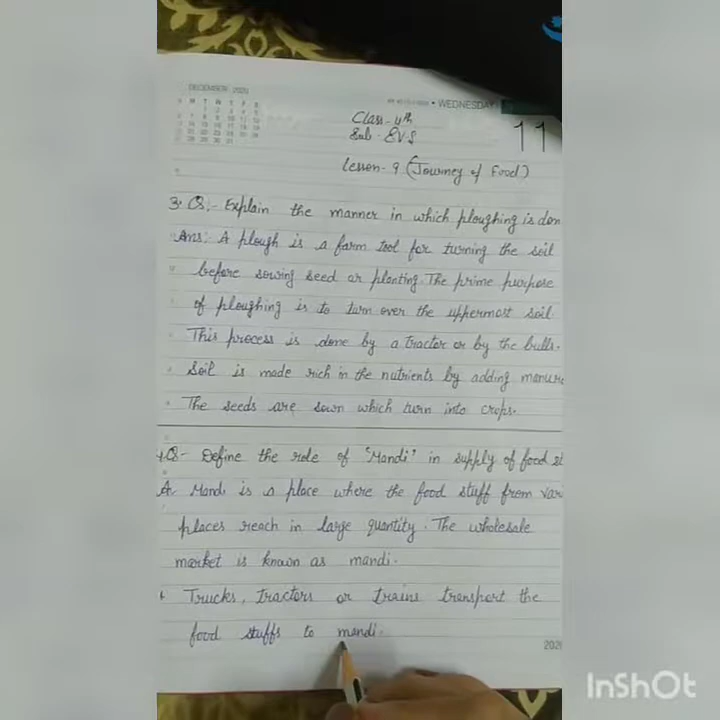 DECEMBER 2020
WEDNESDAY
11
Class - 4th
Sub - EVS
Lesson - 9 (Journey of Food)
3. Q:- Explain the manner in which ploughing is don
Ans:- A plough is a farm tool for turning the soil
before sowing seed or planting. The prime purpose
of ploughing is to turn over the uppermost soil.
This process is done by a tractor or by the bulls.
Soil is made rich in the nutrients by adding manure
The seeds are sown which turn into crops.
4. Q- Define the role of "Mandi" in supply of food st
A. Mandi is a place where the food stuff from var
places reach in large quantity. The wholesale
market is known as mandi.
Trucks, tractors or trains transport the
food stuffs to mandi.
202
InShOt